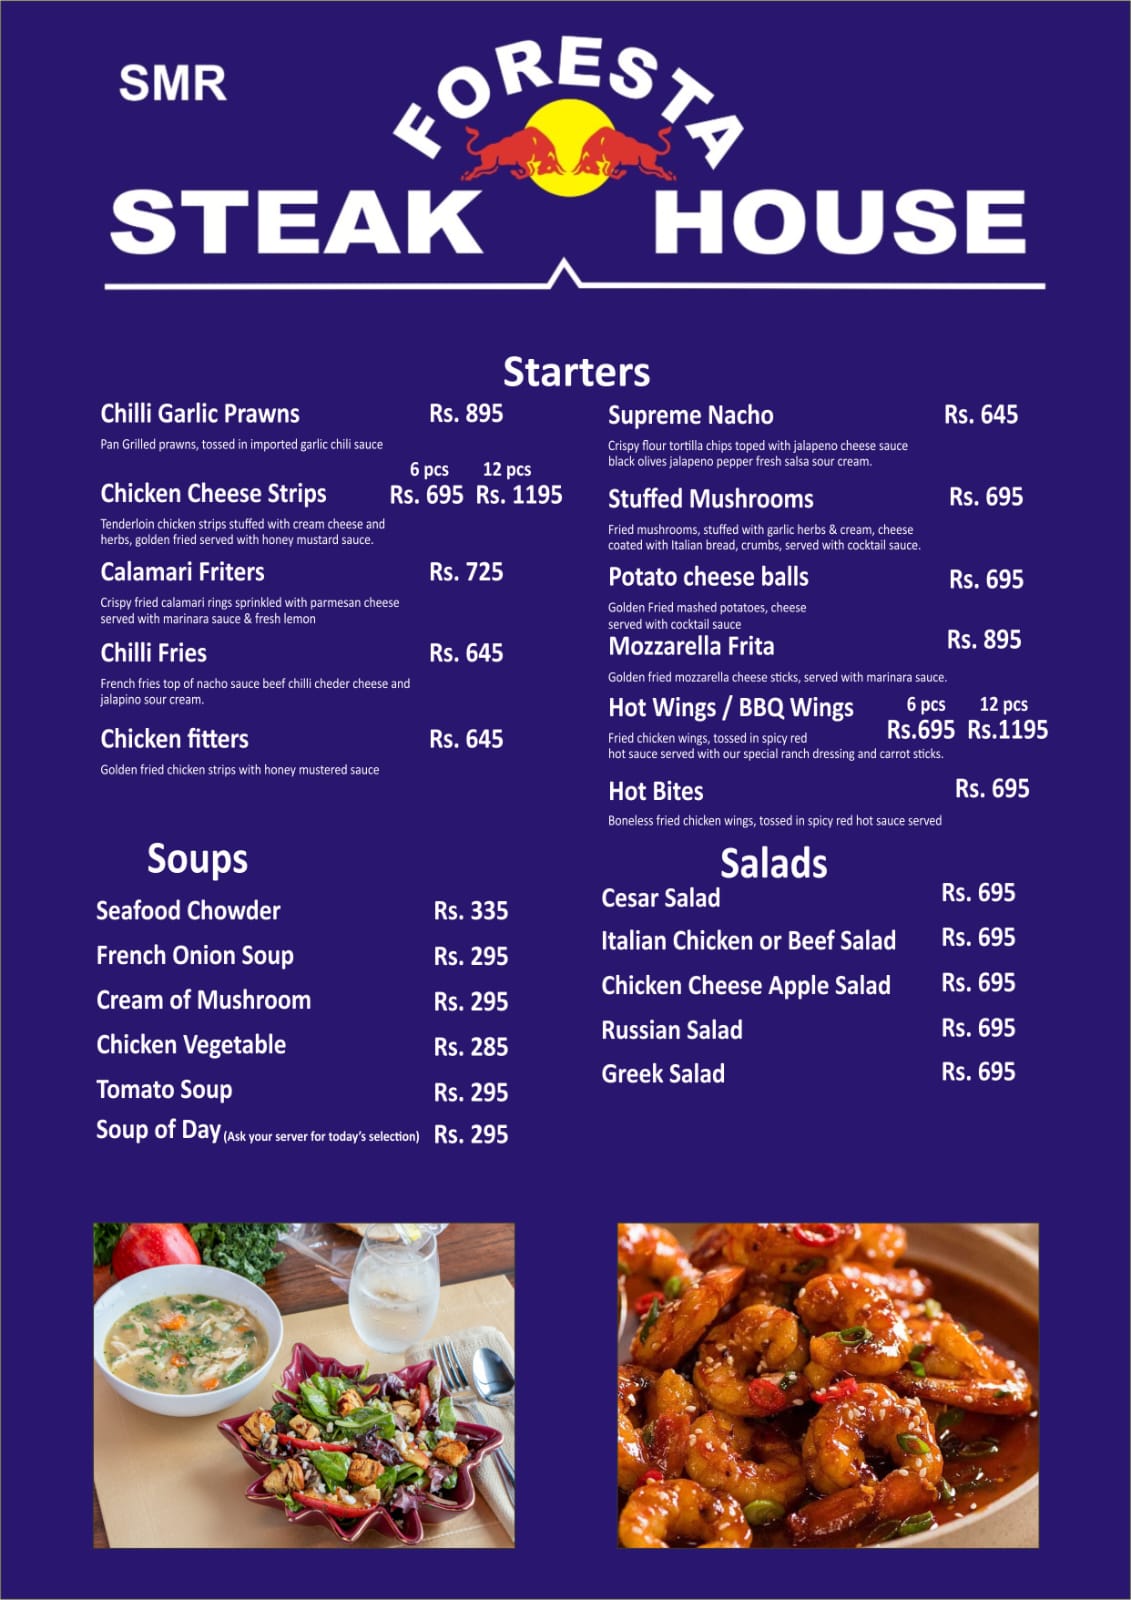 SMR
FORESTA
STEAK HOUSE
Starters
Chilli Garlic Prawns Rs. 895
Pan Grilled prawns, tossed in imported garlic chili sauce
6 pcs 12 pcs
Chicken Cheese Strips Rs. 695 Rs. 1195
Tenderloin chicken strips stuffed with cream cheese and
herbs, golden fried served with honey mustard sauce.
Calamari Friters Rs. 725
Crispy fried calamari rings sprinkled with parmesan cheese
served with marinara sauce & fresh lemon
Chilli Fries Rs. 645
French fries top of nacho sauce beef chilli cheder cheese and
jalapino sour cream.
Chicken fitters Rs. 645
Golden fried chicken strips with honey mustered sauce
Supreme Nacho Rs. 645
Crispy flour tortilla chips toped with jalapeno cheese sauce
black olives jalapeno pepper fresh salsa sour cream.
Stuffed Mushrooms Rs. 695
Fried mushrooms, stuffed with garlic herbs & cream, cheese
coated with Italian bread, crumbs, served with cocktail sauce.
Potato cheese balls Rs. 695
Golden Fried mashed potatoes, cheese
served with cocktail sauce
Mozzarella Frita Rs. 895
Golden fried mozzarella cheese sticks, served with marinara sauce.
Hot Wings / BBQ Wings 6 pcs 12 pcs
Rs.695 Rs.1195
Fried chicken wings, tossed in spicy red
hot sauce served with our special ranch dressing and carrot sticks.
Hot Bites Rs. 695
Boneless fried chicken wings, tossed in spicy red hot sauce served
Soups
Seafood Chowder Rs. 335
French Onion Soup Rs. 295
Cream of Mushroom Rs. 295
Chicken Vegetable Rs. 285
Tomato Soup Rs. 295
Soup of Day (Ask your server for today's selection) Rs. 295
Salads
Cesar Salad Rs. 695
Italian Chicken or Beef Salad Rs. 695
Chicken Cheese Apple Salad Rs. 695
Russian Salad Rs. 695
Greek Salad Rs. 695